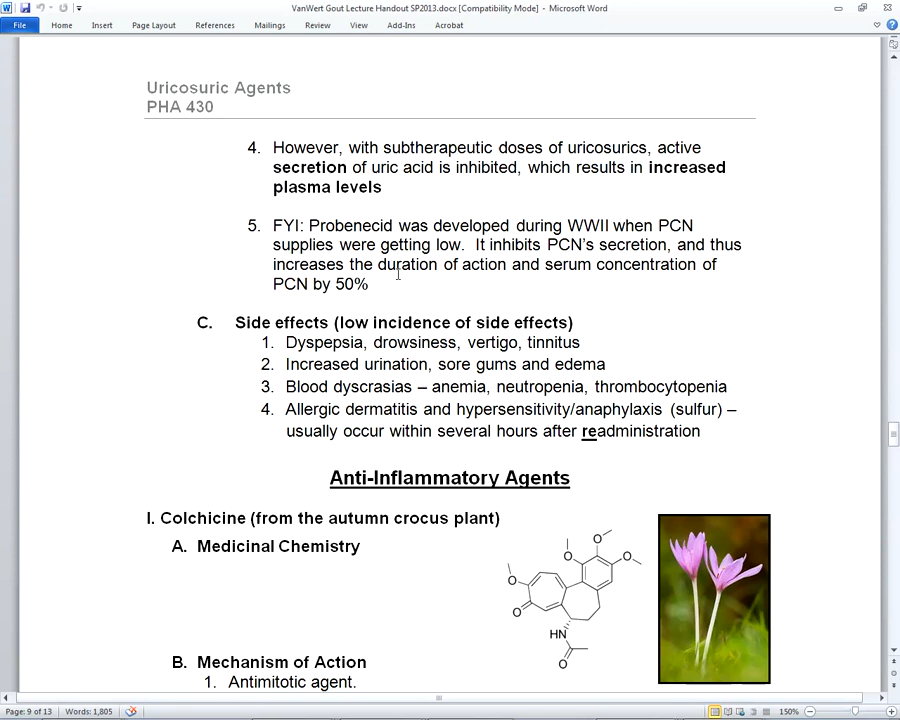 VanWert Gout Lecture Handout SP2013.docx [Compatibility Mode] - Microsoft Word
File Home Insert Page Layout References Mailings Review View Add-Ins Acrobat
Uricosuric Agents
PHA 430
4. However, with subtherapeutic doses of uricosurics, active
secretion of uric acid is inhibited, which results in increased
plasma levels
5. FYI: Probenecid was developed during WWII when PCN
supplies were getting low. It inhibits PCN's secretion, and thus
increases the duration of action and serum concentration of
PCN by 50%
C. Side effects (low incidence of side effects)
1. Dyspepsia, drowsiness, vertigo, tinnitus
2. Increased urination, sore gums and edema
3. Blood dyscrasias – anemia, neutropenia, thrombocytopenia
4. Allergic dermatitis and hypersensitivity/anaphylaxis (sulfur) –
usually occur within several hours after readministration
Anti-Inflammatory Agents
I. Colchicine (from the autumn crocus plant)
A. Medicinal Chemistry
O
O
O
O
O
HN
O
B. Mechanism of Action
1. Antimitotic agent.
Page: 9 of 13 Words: 1,805 150%